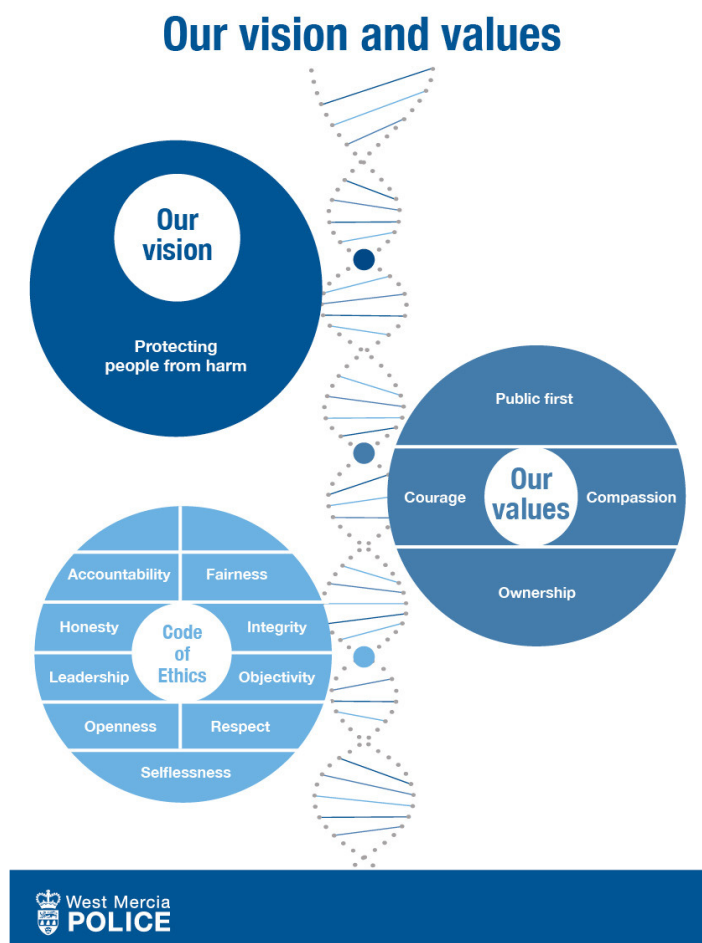 Our vision and values
Our
vision
Protecting
people from harm
Public first
Courage
Our
values
Compassion
Ownership
Accountability
Fairness
Honesty
Code
of
Ethics
Integrity
Leadership
Objectivity
Openness
Respect
Selflessness
West Mercia
POLICE